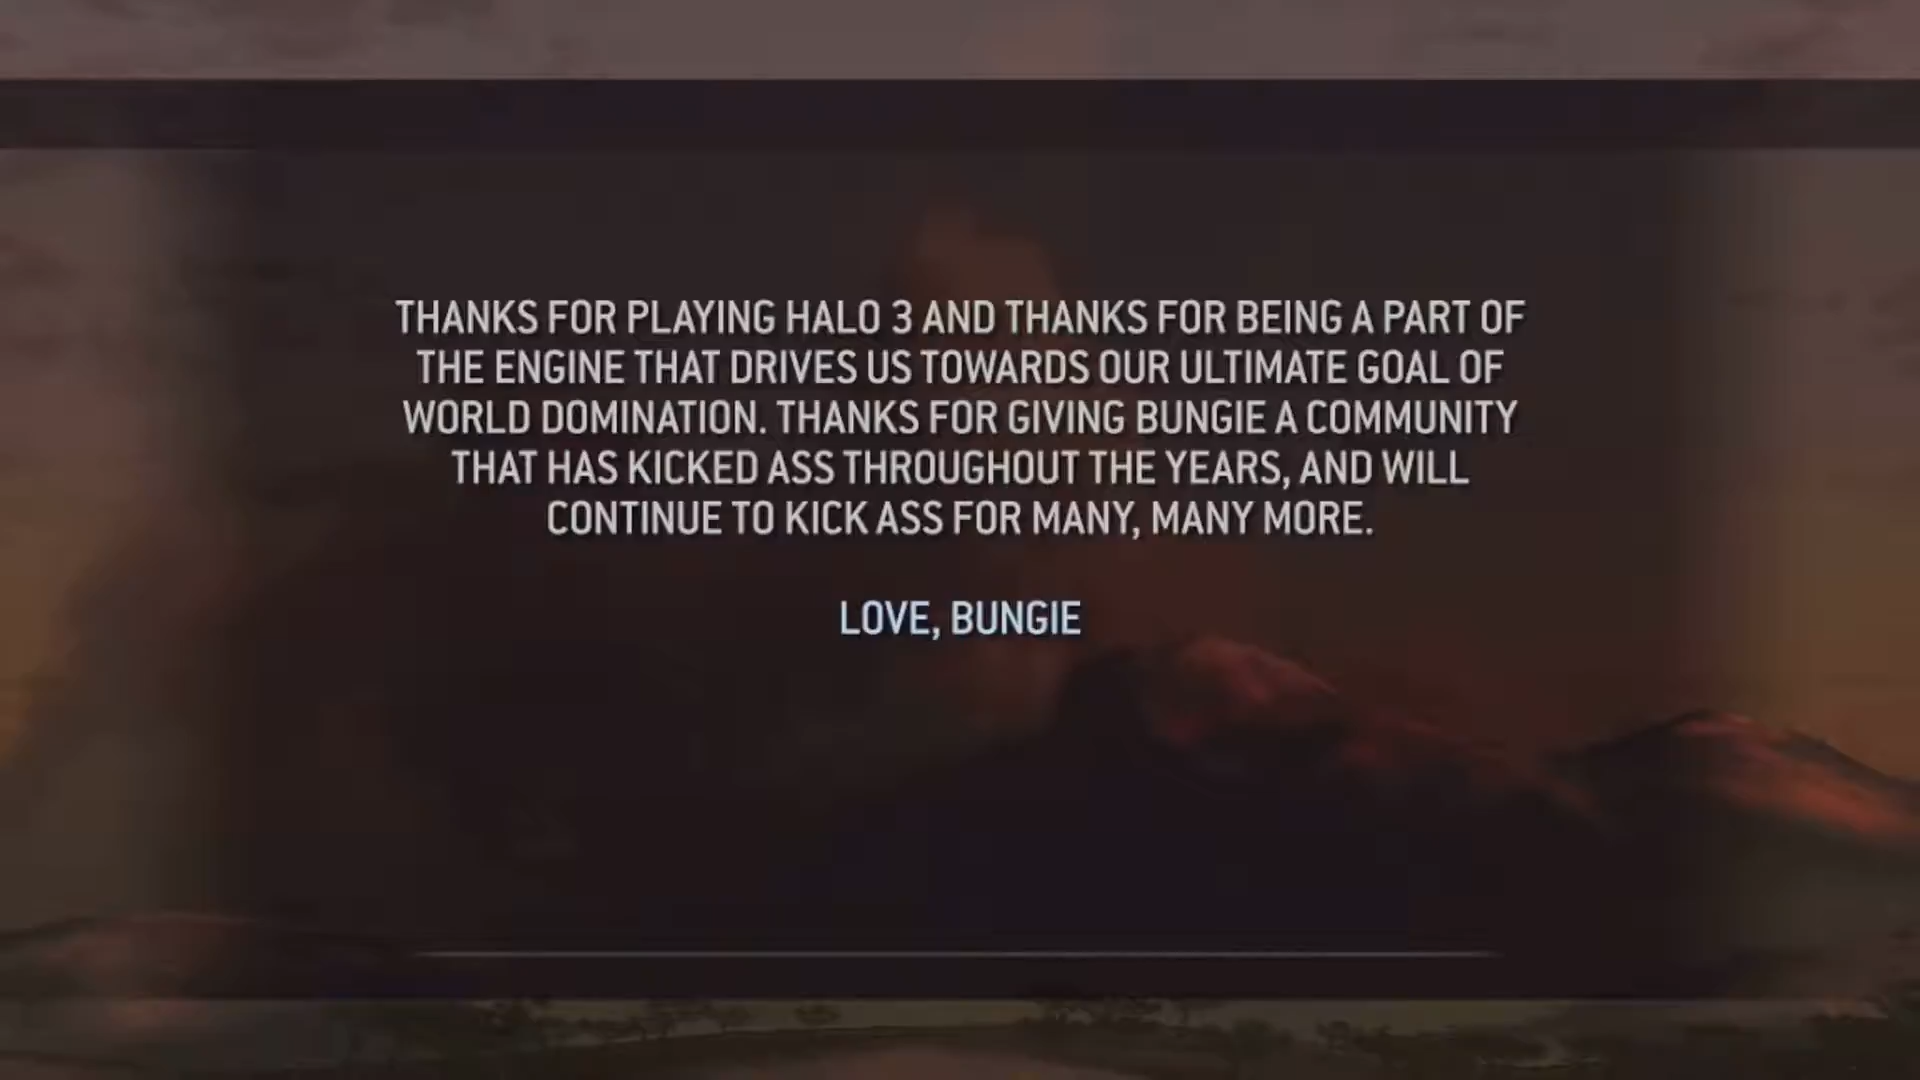 THANKS FOR PLAYING HALO 3 AND THANKS FOR BEING A PART OF
THE ENGINE THAT DRIVES US TOWARDS OUR ULTIMATE GOAL OF
WORLD DOMINATION. THANKS FOR GIVING BUNGIE A COMMUNITY
THAT HAS KICKED ASS THROUGHOUT THE YEARS, AND WILL
CONTINUE TO KICK ASS FOR MANY, MANY MORE.
LOVE, BUNGIE